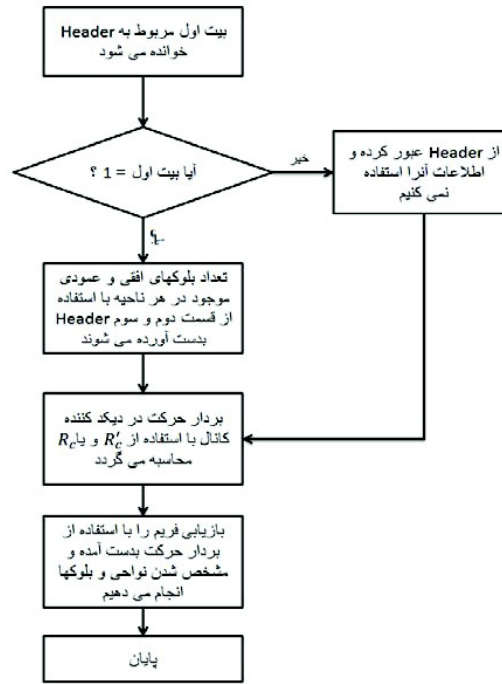 بیت اول مربوط به Header
خوانده می شود
آیا بیت اول = 1 ؟
خیر
از Header عبور کرده و
اطلاعات آنرا استفاده
نمی کنیم
بلی
تعداد بلوکهای افقی و عمودی
موجود در هر ناحیه با استفاده
از قسمت دوم و سوم Header
بدست آورده می شوند
بردار حرکت در دیکد کننده
کانال با استفاده از R′c و یا Rc
محاسبه می گردد
بازیابی فریم را با استفاده از
بردار حرکت بدست آمده و
مشخص شدن نواحی و بلوکها
انجام می دهیم
پایان